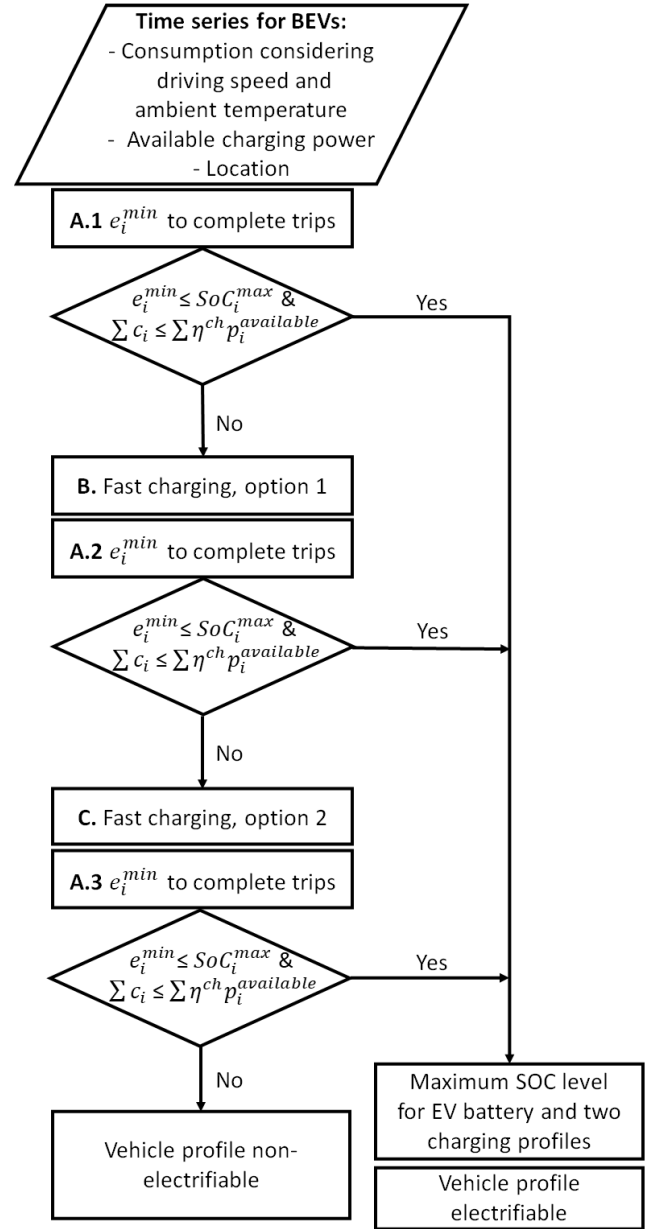 Time series for BEVs:
- Consumption considering
driving speed and
ambient temperature
- Available charging power
- Location
A.1 e_i^{min} to complete trips
e_i^{min} ≤ SoC_i^{max} &
∑ c_i ≤ ∑ η^{ch} p_i^{available}
Yes
No
B. Fast charging, option 1
A.2 e_i^{min} to complete trips
e_i^{min} ≤ SoC_i^{max} &
∑ c_i ≤ ∑ η^{ch} p_i^{available}
Yes
No
C. Fast charging, option 2
A.3 e_i^{min} to complete trips
e_i^{min} ≤ SoC_i^{max} &
∑ c_i ≤ ∑ η^{ch} p_i^{available}
Yes
No
Vehicle profile non-
electrifiable
Maximum SOC level
for EV battery and two
charging profiles
Vehicle profile
electrifiable